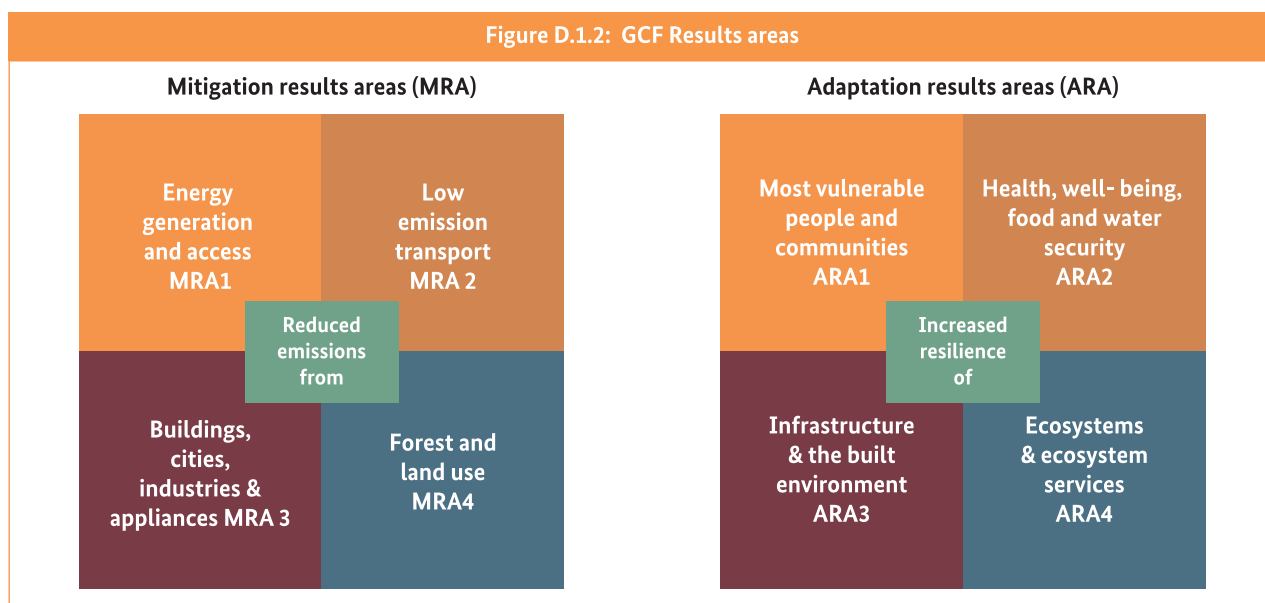 Figure D.1.2: GCF Results areas
Mitigation results areas (MRA)
Energy
generation
and access
MRA1
Low
emission
transport
MRA 2
Reduced
emissions
from
Buildings,
cities,
industries &
appliances MRA 3
Forest and
land use
MRA4
Adaptation results areas (ARA)
Most vulnerable
people and
communities
ARA1
Health, well- being,
food and water
security
ARA2
Increased
resilience
of
Infrastructure
& the built
environment
ARA3
Ecosystems
& ecosystem
services
ARA4